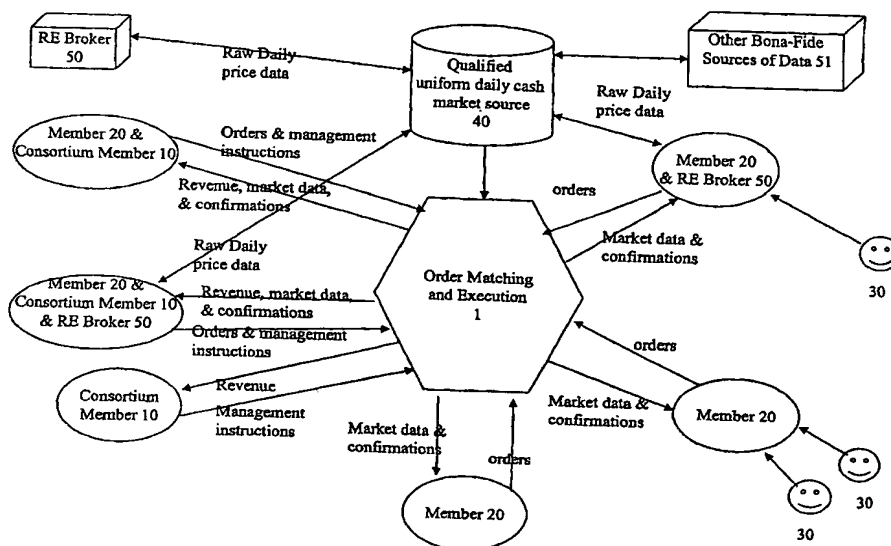 RE Broker
50
Raw Daily
price data
Qualified
uniform daily cash
market source
40
Other Bona-Fide
Sources of Data 51
Raw Daily
price data
Member 20 &
Consortium Member 10
Orders & management
instructions
Revenue, market data,
& confirmations
Member 20
& RE Broker 50
orders
Market data &
confirmations
30
Raw Daily
price data
Member 20 &
Consortium Member 10
& RE Broker 50
Revenue, market data,
& confirmations
Orders & management
instructions
Order Matching
and Execution
1
Consortium
Member 10
Revenue
Management
instructions
orders
Market data &
confirmations
Member 20
30
30
Market data &
confirmations
orders
Member 20